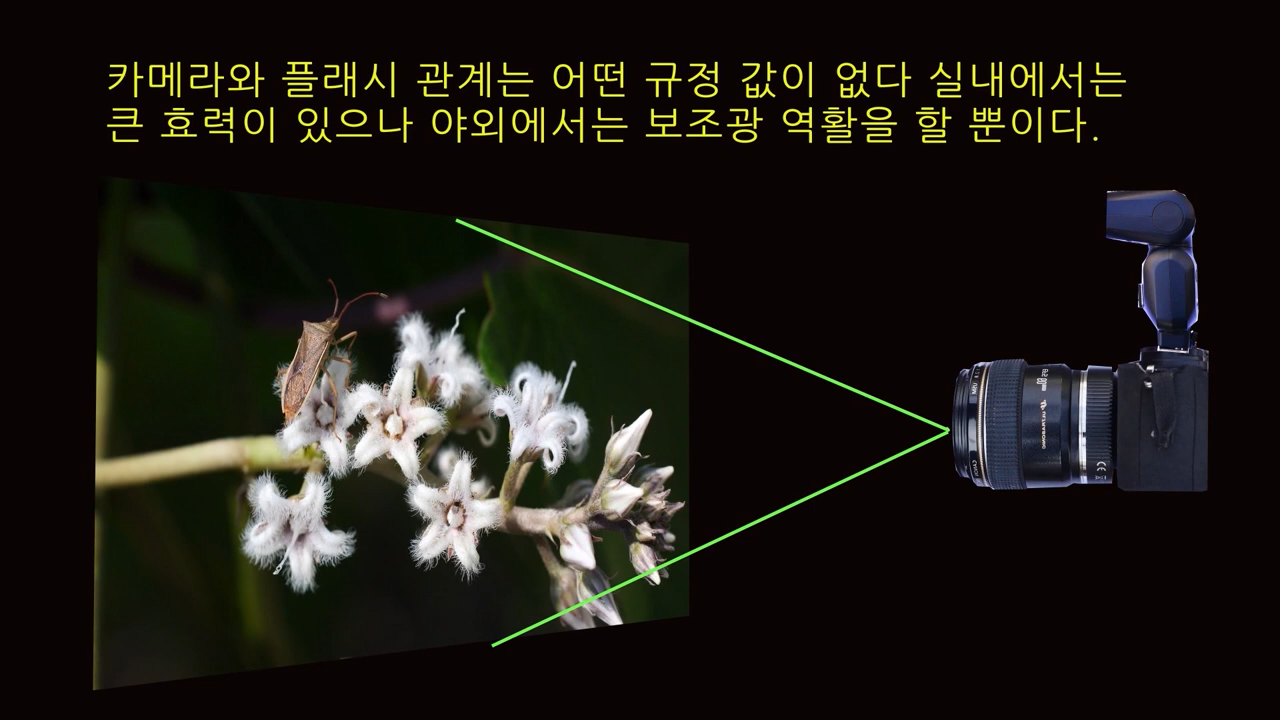 카메라와 플래시 관계는 어떤 규정 값이 없다 실내에서는
큰 효력이 있으나 야외에서는 보조광 역활을 할 뿐이다.